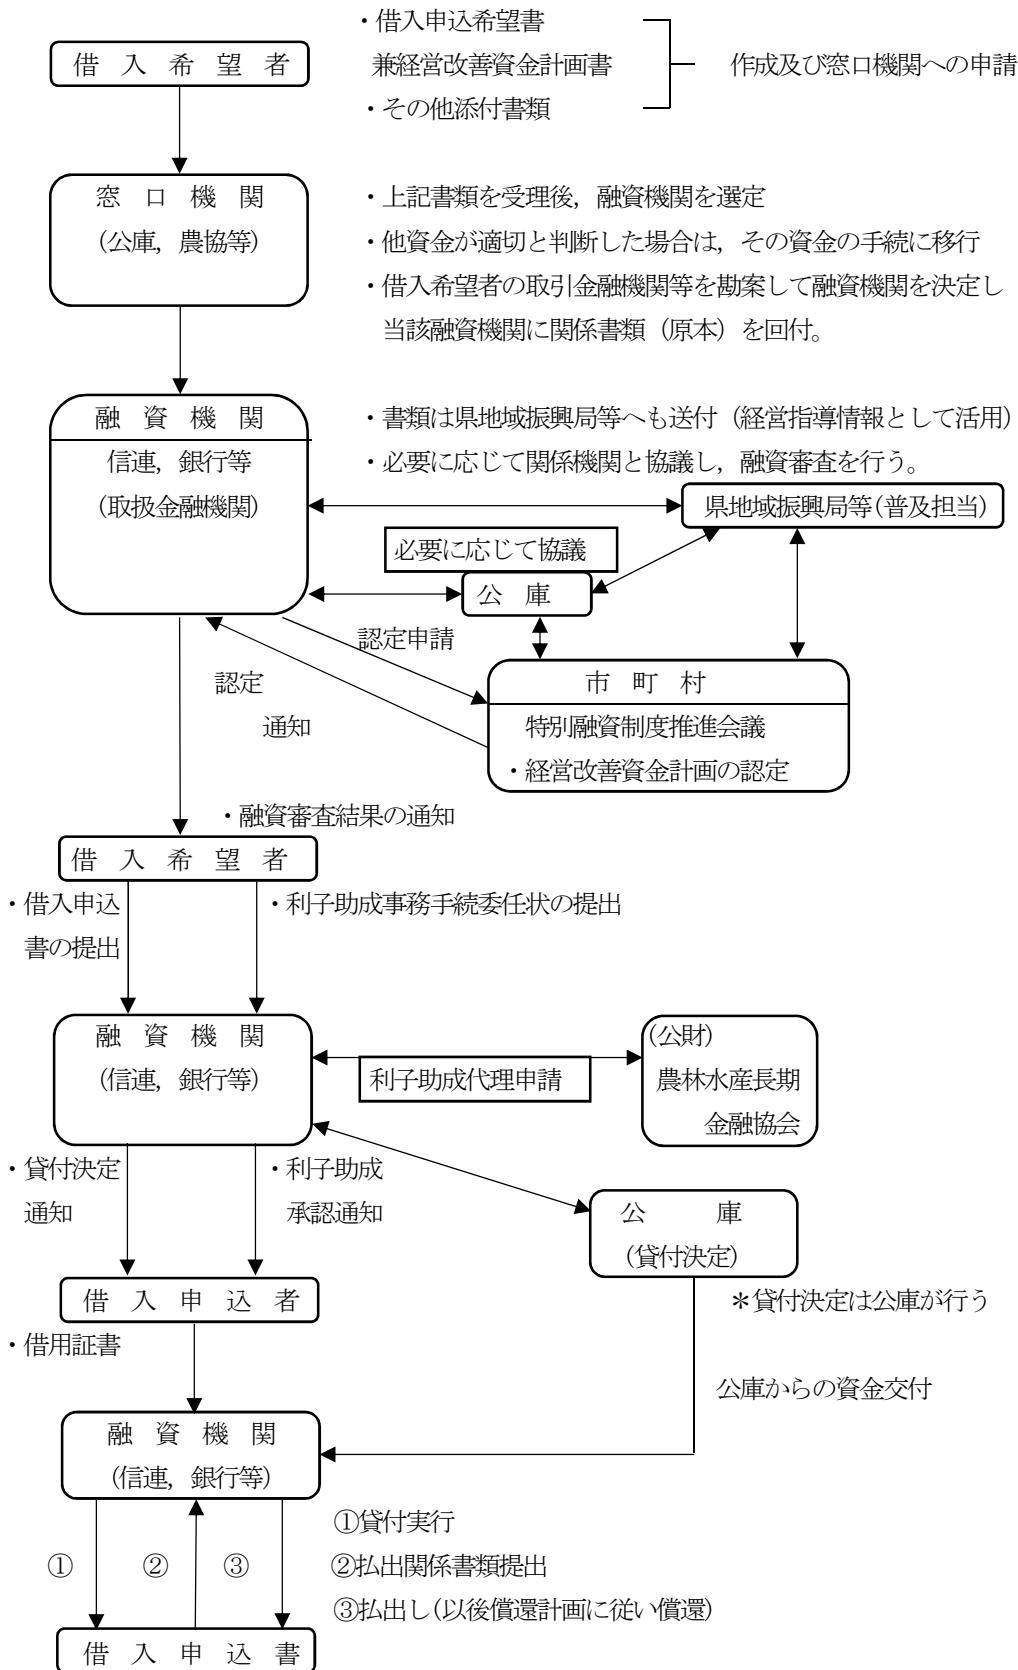 ・借入申込希望書
借入希望者
兼経営改善資金計画書
作成及び窓口機関への申請
・その他添付書類
窓口機関
(公庫，農協等)
・上記書類を受理後，融資機関を選定
・他資金が適切と判断した場合は，その資金の手続に移行
・借入希望者の取引金融機関等を勘案して融資機関を決定し
当該融資機関に関係書類（原本）を回付。
融資機関
信連，銀行等
(取扱金融機関)
・書類は県地域振興局等へも送付（経営指導情報として活用）
・必要に応じて関係機関と協議し，融資審査を行う。
県地域振興局等(普及担当)
必要に応じて協議
公庫
認定申請
認定
通知
市町村
特別融資制度推進会議
・経営改善資金計画の認定
・融資審査結果の通知
借入希望者
・借入申込
書の提出
・利子助成事務手続委任状の提出
融資機関
(信連，銀行等)
利子助成代理申請
(公財)
農林水産長期
金融協会
・貸付決定
通知
・利子助成
承認通知
公庫
(貸付決定)
借入申込者
＊貸付決定は公庫が行う
・借用証書
公庫からの資金交付
融資機関
(信連，銀行等)
①貸付実行
① ② ③
②払出関係書類提出
③払出し(以後償還計画に従い償還)
借入申込書